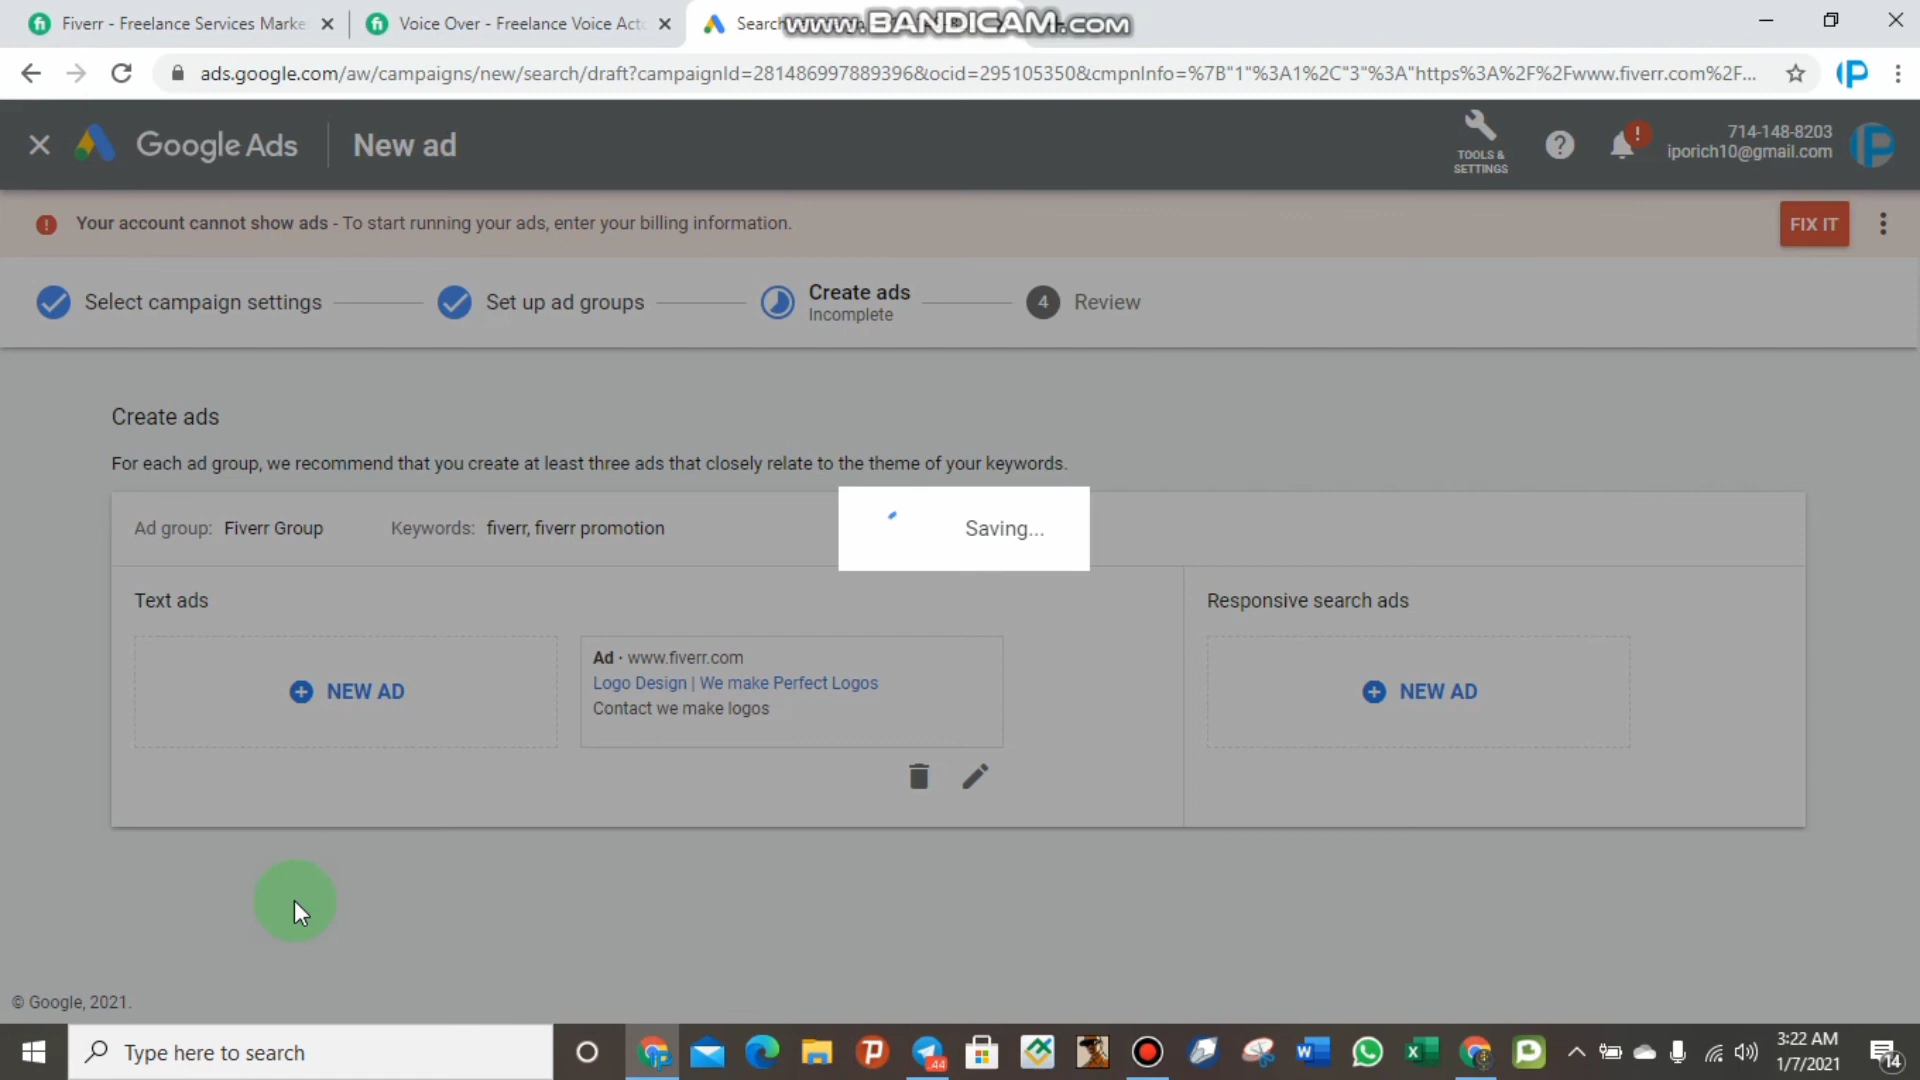 Fiverr - Freelance Services Marke
Voice Over - Freelance Voice Acto
Search
www.BANDICAM.com
ads.google.com/aw/campaigns/new/search/draft?campaignId=281486997889396&ocid=295105350&cmpnInfo=%7B"1"%3A1%2C"3"%3A"https%3A%2F%2Fwww.fiverr.com%2F...
Google Ads
New ad
TOOLS &
SETTINGS
714-148-8203
iporich10@gmail.com
Your account cannot show ads - To start running your ads, enter your billing information.
FIX IT
Select campaign settings
Set up ad groups
Create ads
Incomplete
4
Review
Create ads
For each ad group, we recommend that you create at least three ads that closely relate to the theme of your keywords.
Ad group: Fiverr Group
Keywords: fiverr, fiverr promotion
Saving...
Text ads
Responsive search ads
NEW AD
Ad · www.fiverr.com
Logo Design | We make Perfect Logos
Contact we make logos
NEW AD
© Google, 2021.
Type here to search
44
3:22 AM
1/7/2021
14